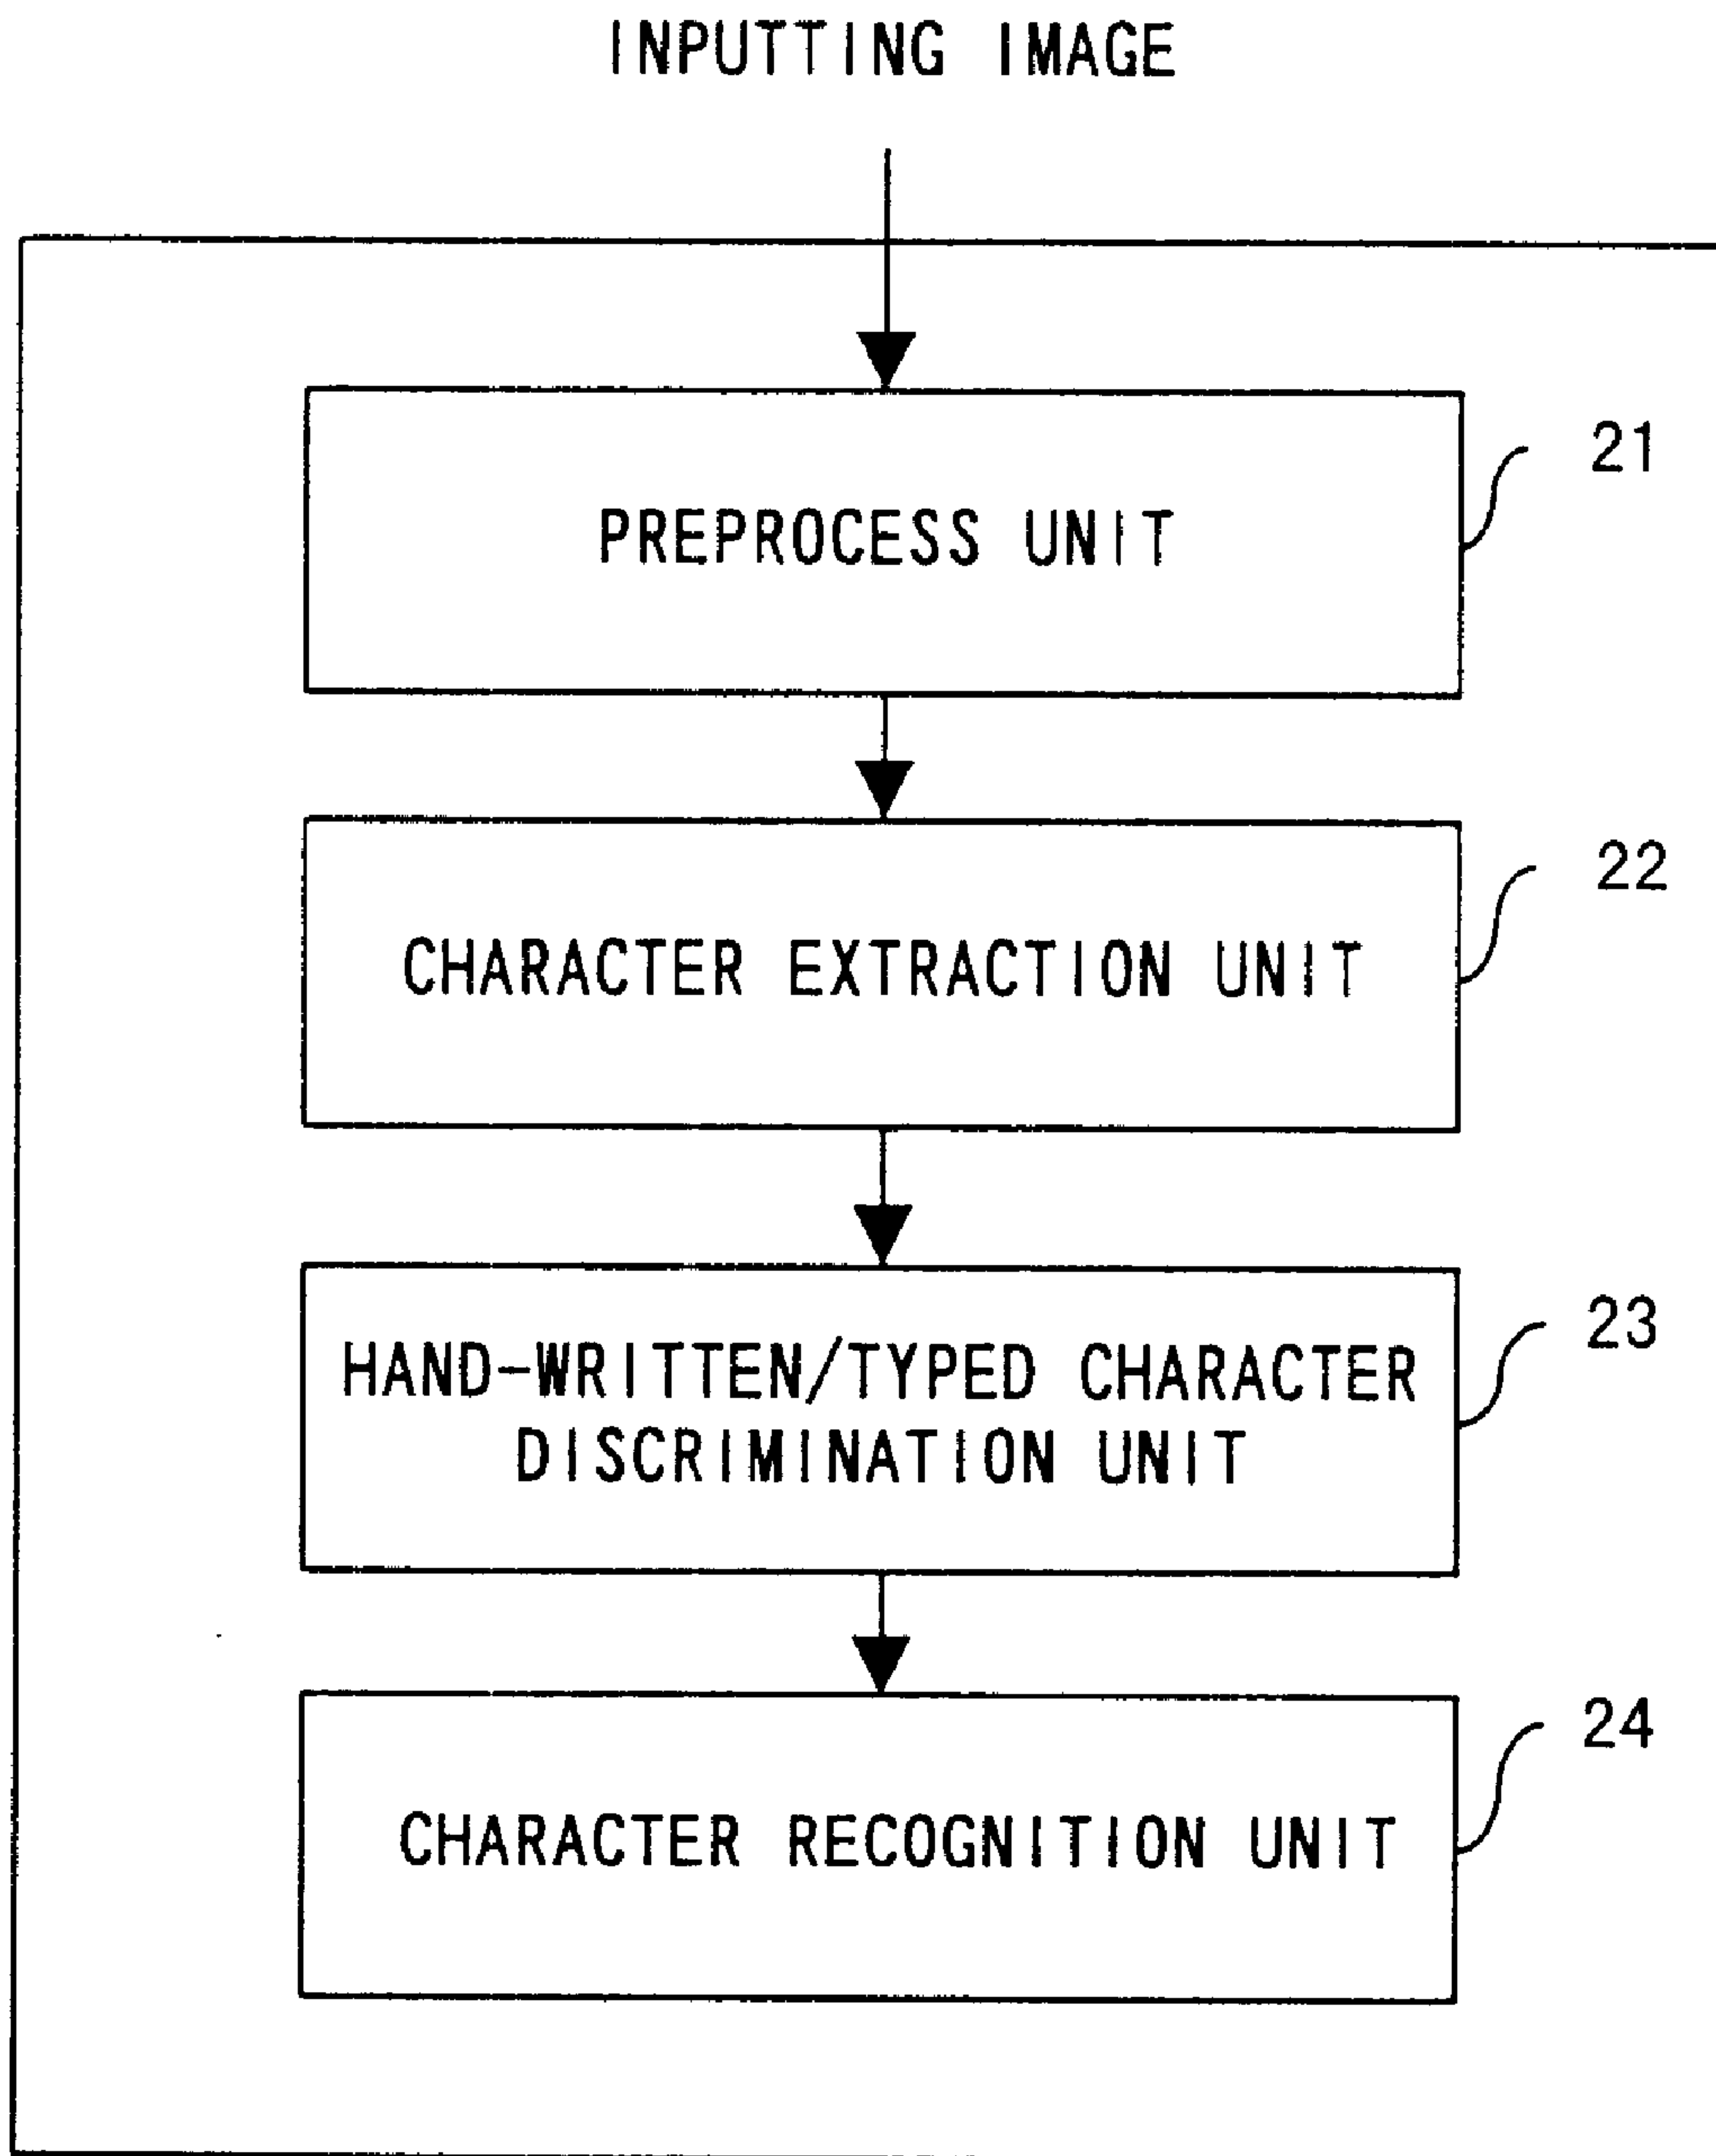 INPUTTING IMAGE
21
PREPROCESS UNIT
22
CHARACTER EXTRACTION UNIT
23
HAND-WRITTEN/TYPED CHARACTER
DISCRIMINATION UNIT
24
CHARACTER RECOGNITION UNIT